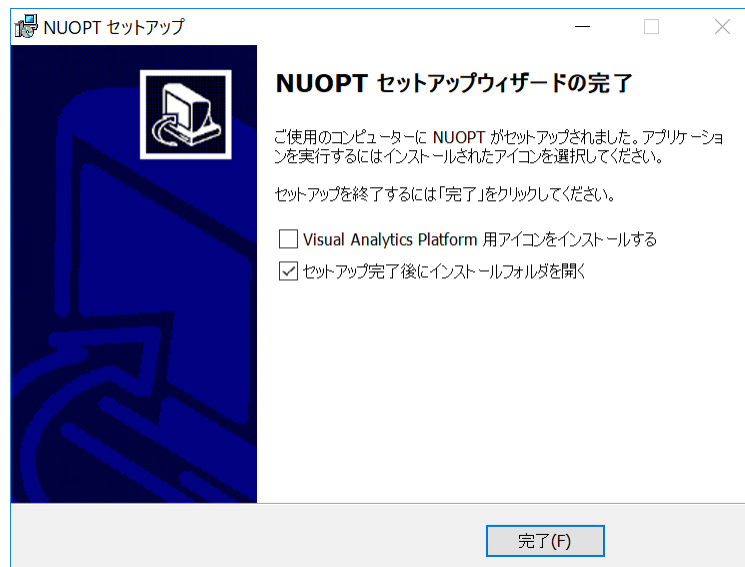 NUOPT セットアップ
NUOPT セットアップウィザードの完了
ご使用のコンピューターに NUOPT がセットアップされました。アプリケーショ
ンを実行するにはインストールされたアイコンを選択してください。
セットアップを終了するには「完了」をクリックしてください。
Visual Analytics Platform 用アイコンをインストールする
セットアップ完了後にインストールフォルダを開く
完了(F)